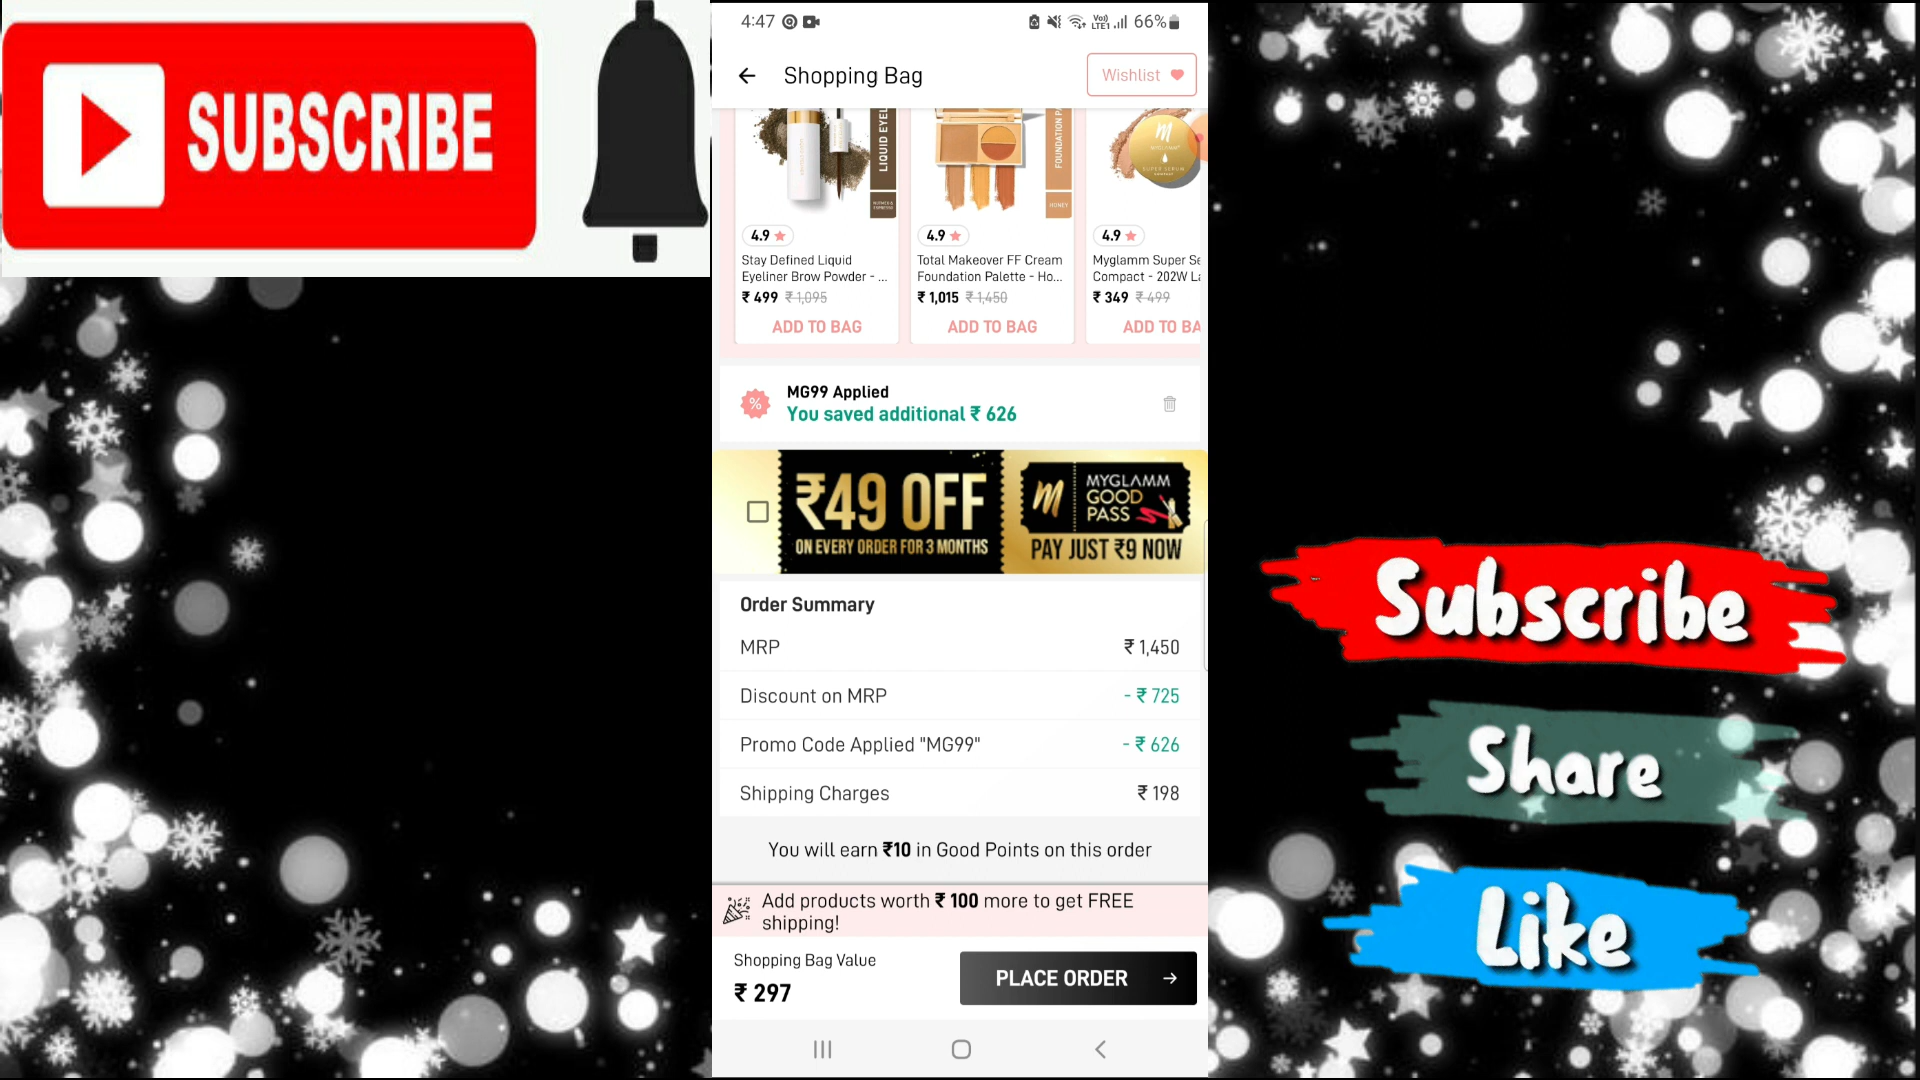 SUBSCRIBE
4:47
66%
Shopping Bag
Wishlist
LIQUID EYEL
FOUNDATION P
HONEY
SUPER SERUM
4.9
4.9
4.9
Stay Defined Liquid
Eyeliner Brow Powder - ...
Total Makeover FF Cream
Foundation Palette - Ho...
Myglamm Super Se
Compact - 202W La
₹ 499 ₹ 1,095
₹ 1,015 ₹ 1,450
₹ 349 ₹ 499
ADD TO BAG
ADD TO BAG
ADD TO BA
MG99 Applied
You saved additional ₹ 626
₹49 OFF
ON EVERY ORDER FOR 3 MONTHS
MYGLAMM
GOOD
PASS
PAY JUST ₹9 NOW
Order Summary
MRP ₹ 1,450
Discount on MRP - ₹ 725
Promo Code Applied "MG99" - ₹ 626
Shipping Charges ₹ 198
You will earn ₹10 in Good Points on this order
Add products worth ₹ 100 more to get FREE
shipping!
Shopping Bag Value
₹ 297
PLACE ORDER
Subscribe
Share
Like